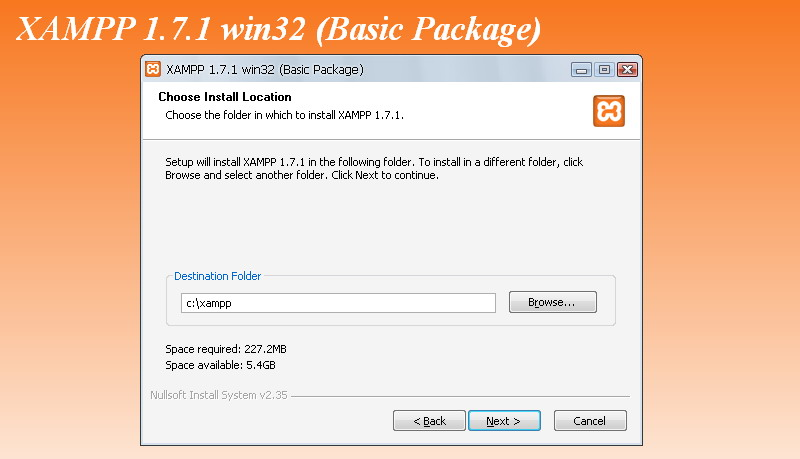 XAMPP 1.7.1 win32 (Basic Package)
XAMPP 1.7.1 win32 (Basic Package)
Choose Install Location
Choose the folder in which to install XAMPP 1.7.1.
Setup will install XAMPP 1.7.1 in the following folder. To install in a different folder, click
Browse and select another folder. Click Next to continue.
Destination Folder
c:\xampp
Browse...
Space required: 227.2MB
Space available: 5.4GB
Nullsoft Install System v2.35
< Back
Next >
Cancel